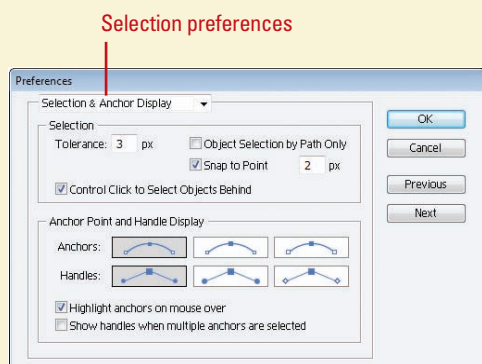 Selection preferences
Preferences
Selection & Anchor Display
OK
Selection
Tolerance: 3 px
Object Selection by Path Only
Cancel
Snap to Point 2 px
Control Click to Select Objects Behind
Previous
Next
Anchor Point and Handle Display
Anchors:
Handles:
Highlight anchors on mouse over
Show handles when multiple anchors are selected